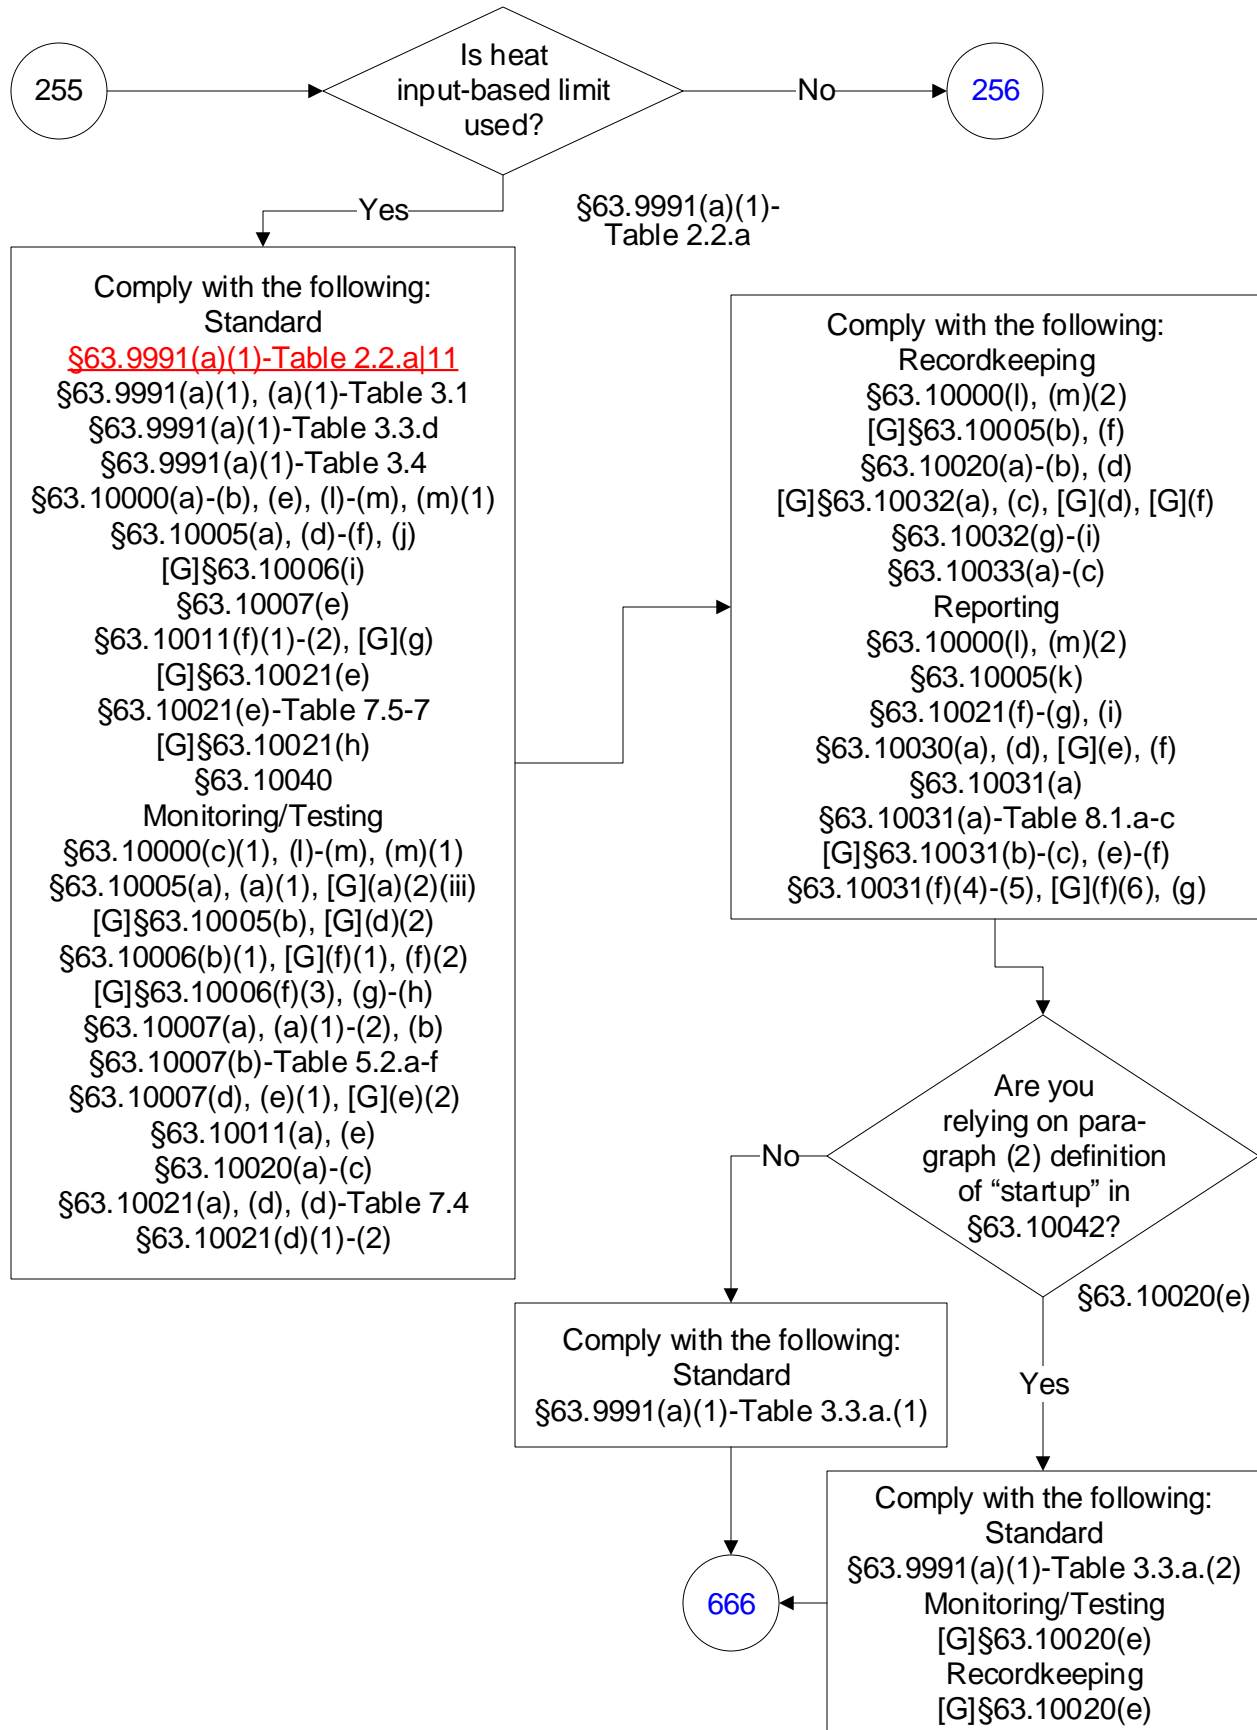 255
Is heat
input-based limit
used?
No
256
Yes
§63.9991(a)(1)-
Table 2.2.a
Comply with the following:
Standard
§63.9991(a)(1)-Table 2.2.a|11
§63.9991(a)(1), (a)(1)-Table 3.1
§63.9991(a)(1)-Table 3.3.d
§63.9991(a)(1)-Table 3.4
§63.10000(a)-(b), (e), (l)-(m), (m)(1)
§63.10005(a), (d)-(f), (j)
[G]§63.10006(i)
§63.10007(e)
§63.10011(f)(1)-(2), [G](g)
[G]§63.10021(e)
§63.10021(e)-Table 7.5-7
[G]§63.10021(h)
§63.10040
Monitoring/Testing
§63.10000(c)(1), (l)-(m), (m)(1)
§63.10005(a), (a)(1), [G](a)(2)(iii)
[G]§63.10005(b), [G](d)(2)
§63.10006(b)(1), [G](f)(1), (f)(2)
[G]§63.10006(f)(3), (g)-(h)
§63.10007(a), (a)(1)-(2), (b)
§63.10007(b)-Table 5.2.a-f
§63.10007(d), (e)(1), [G](e)(2)
§63.10011(a), (e)
§63.10020(a)-(c)
§63.10021(a), (d), (d)-Table 7.4
§63.10021(d)(1)-(2)
Comply with the following:
Recordkeeping
§63.10000(l), (m)(2)
[G]§63.10005(b), (f)
§63.10020(a)-(b), (d)
[G]§63.10032(a), (c), [G](d), [G](f)
§63.10032(g)-(i)
§63.10033(a)-(c)
Reporting
§63.10000(l), (m)(2)
§63.10005(k)
§63.10021(f)-(g), (i)
§63.10030(a), (d), [G](e), (f)
§63.10031(a)
§63.10031(a)-Table 8.1.a-c
[G]§63.10031(b)-(c), (e)-(f)
§63.10031(f)(4)-(5), [G](f)(6), (g)
Are you
relying on para-
graph (2) definition
of “startup” in
§63.10042?
No
§63.10020(e)
Yes
Comply with the following:
Standard
§63.9991(a)(1)-Table 3.3.a.(1)
Comply with the following:
Standard
§63.9991(a)(1)-Table 3.3.a.(2)
Monitoring/Testing
[G]§63.10020(e)
Recordkeeping
[G]§63.10020(e)
666